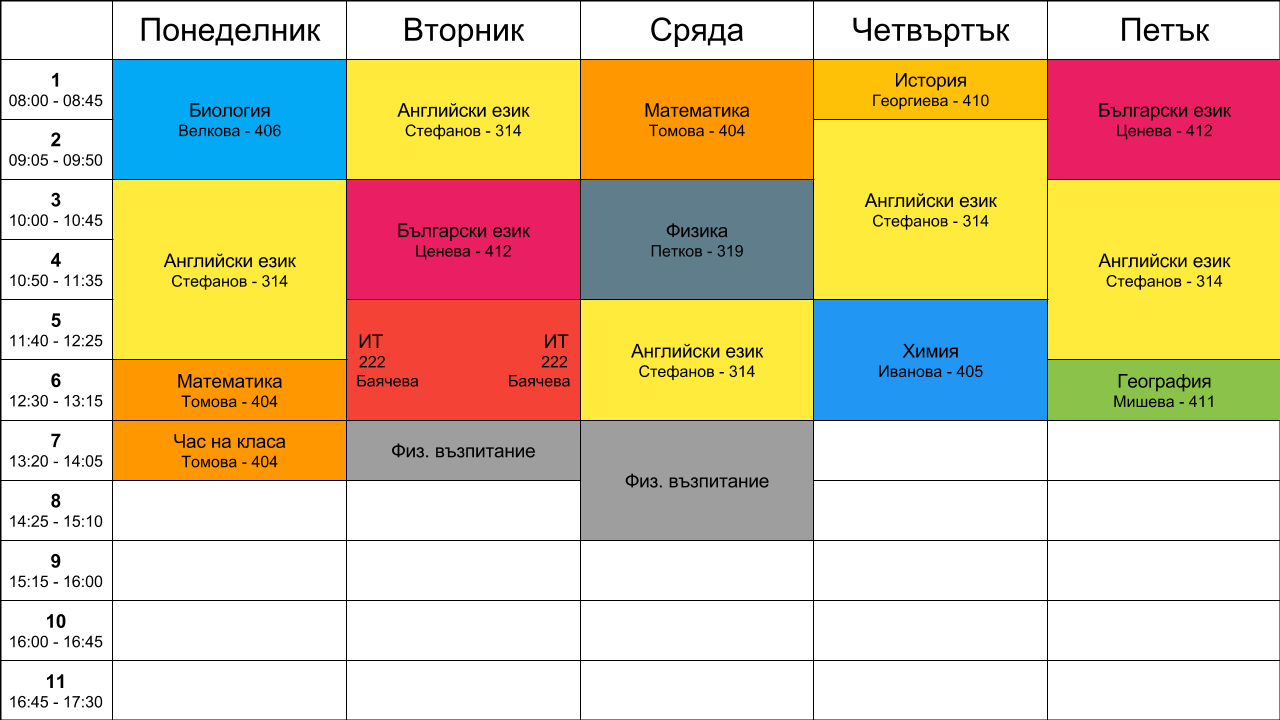 Понеделник Вторник Сряда Четвъртък Петък
1
08:00 - 08:45
2
09:05 - 09:50
3
10:00 - 10:45
4
10:50 - 11:35
5
11:40 - 12:25
6
12:30 - 13:15
7
13:20 - 14:05
8
14:25 - 15:10
9
15:15 - 16:00
10
16:00 - 16:45
11
16:45 - 17:30
Биология
Велкова - 406
Английски език
Стефанов - 314
Математика
Томова - 404
Час на класа
Томова - 404
Английски език
Стефанов - 314
Български език
Ценева - 412
ИТ ИТ
222 222
Баячева Баячева
Физ. възпитание
Математика
Томова - 404
Физика
Петков - 319
Английски език
Стефанов - 314
Физ. възпитание
История
Георгиева - 410
Английски език
Стефанов - 314
Химия
Иванова - 405
Български език
Ценева - 412
Английски език
Стефанов - 314
География
Мишева - 411